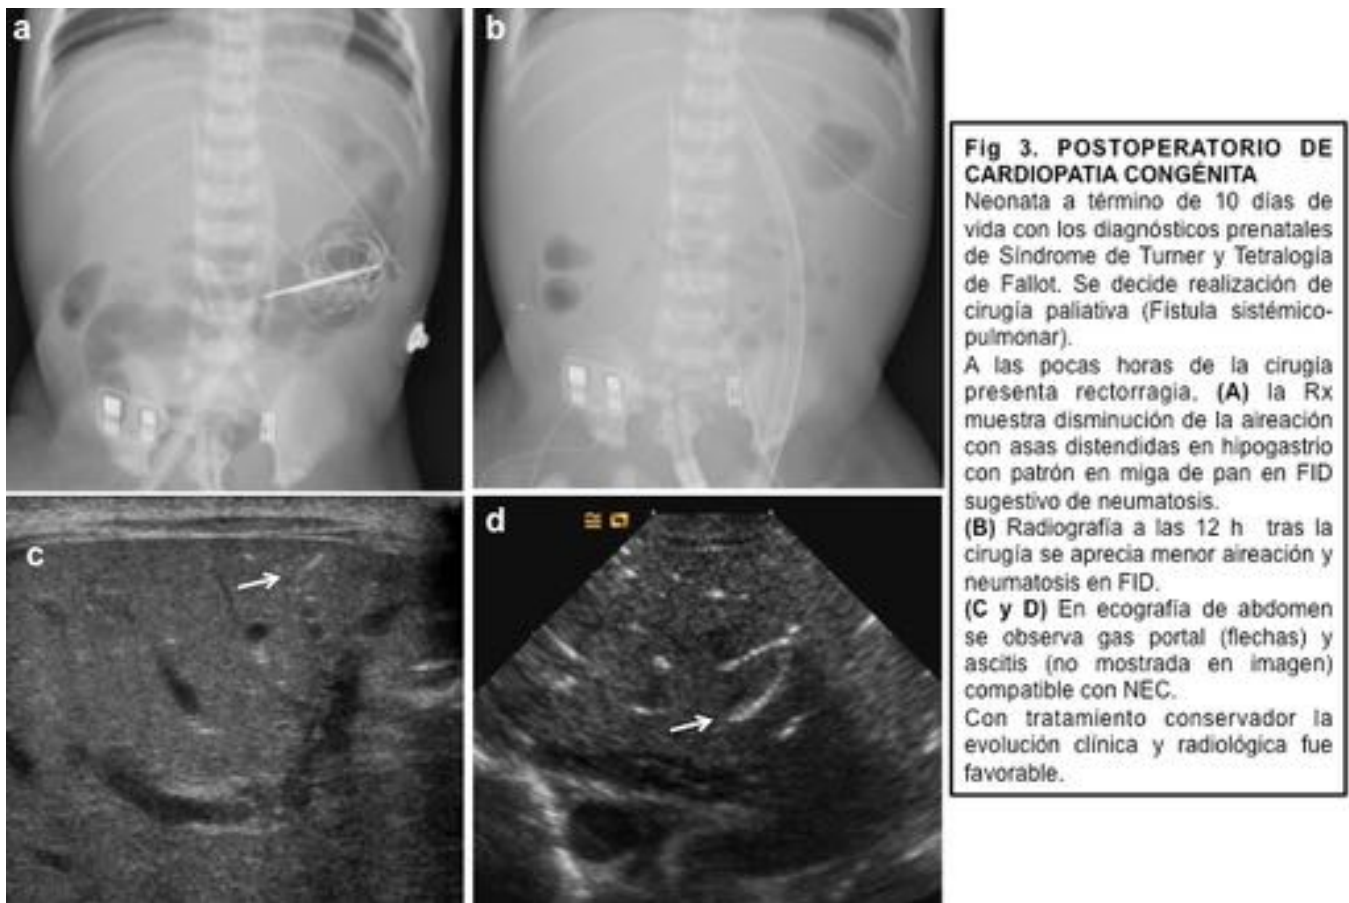 a
b
Fig 3. POSTOPERATORIO DE
CARDIOPATIA CONGÉNITA
Neonata a término de 10 días de
vida con los diagnósticos prenatales
de Síndrome de Turner y Tetralogía
de Fallot. Se decide realización de
cirugía paliativa (Fístula sistémico-
pulmonar).
A las pocas horas de la cirugía
presenta rectorragia, (A) la Rx
muestra disminución de la aireación
con asas distendidas en hipogastrio
con patrón en miga de pan en FID
sugestivo de neumatosis.
(B) Radiografía a las 12 h tras la
cirugía se aprecia menor aireación y
neumatosis en FID.
(C y D) En ecografía de abdomen
se observa gas portal (flechas) y
ascitis (no mostrada en imagen)
compatible con NEC.
Con tratamiento conservador la
evolución clínica y radiológica fue
favorable.
c
d